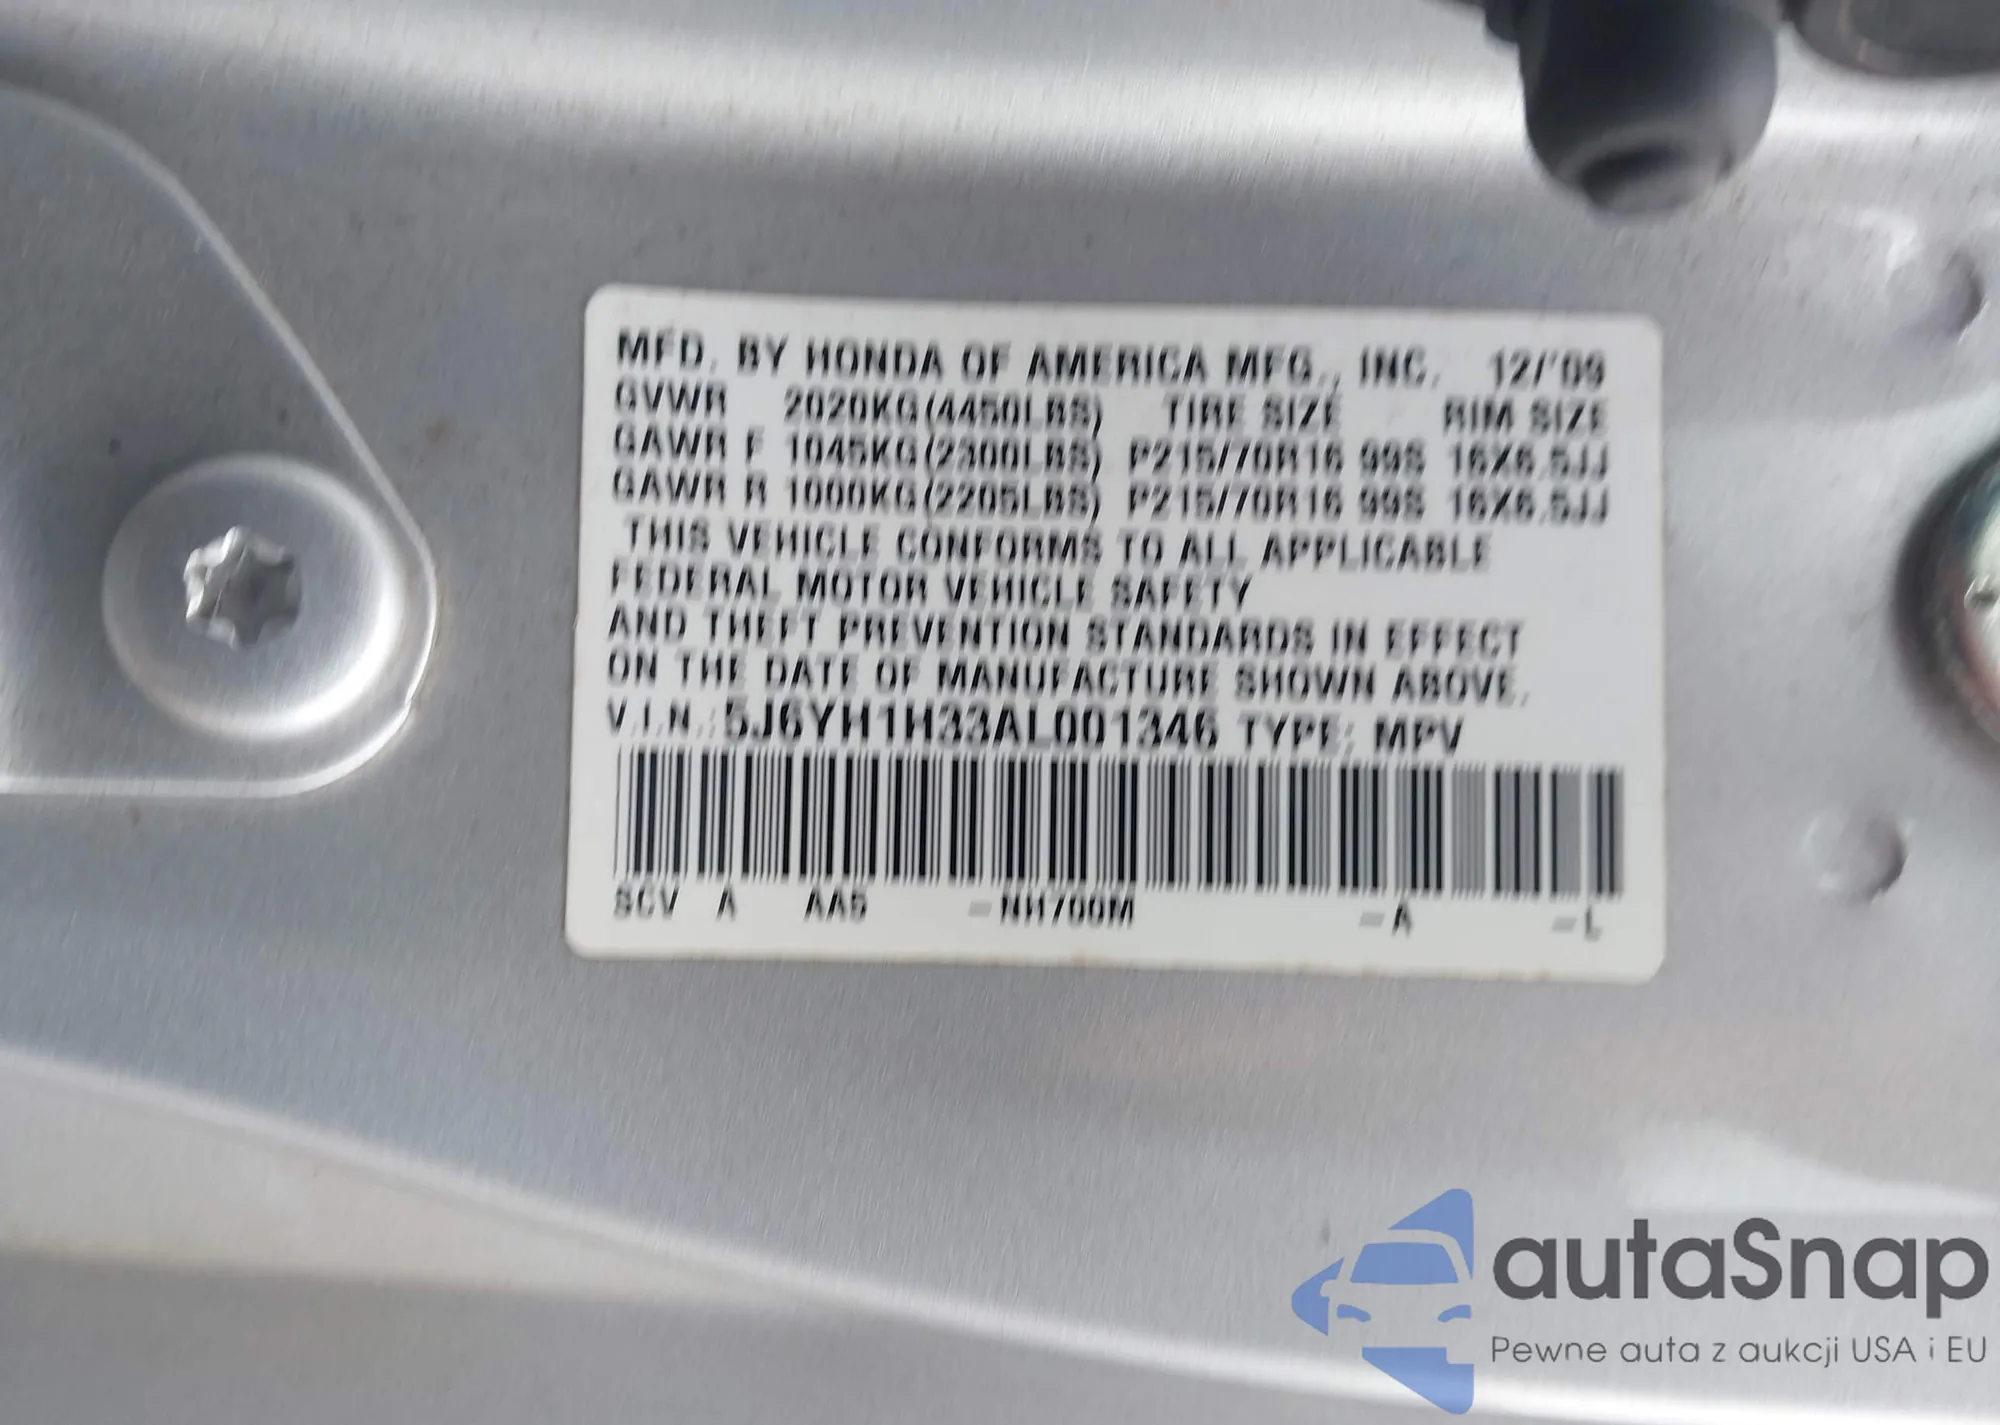 MFD. BY HONDA OF AMERICA MFG., INC. 12/'09
GVWR 2020KG(4450LBS) TIRE SIZE RIM SIZE
GAWR F 1045KG(2300LBS) P215/70R16 99S 16X6.5JJ
GAWR R 1000KG(2205LBS) P215/70R16 99S 16X6.5JJ
THIS VEHICLE CONFORMS TO ALL APPLICABLE
FEDERAL MOTOR VEHICLE SAFETY
AND THEFT PREVENTION STANDARDS IN EFFECT
ON THE DATE OF MANUFACTURE SHOWN ABOVE.
V.I.N.: 5J6YH1H33AL001346 TYPE: MPV
SCV A AA5 -NH700M -A -L
autaSnap
Pewne auta z aukcji USA i EU